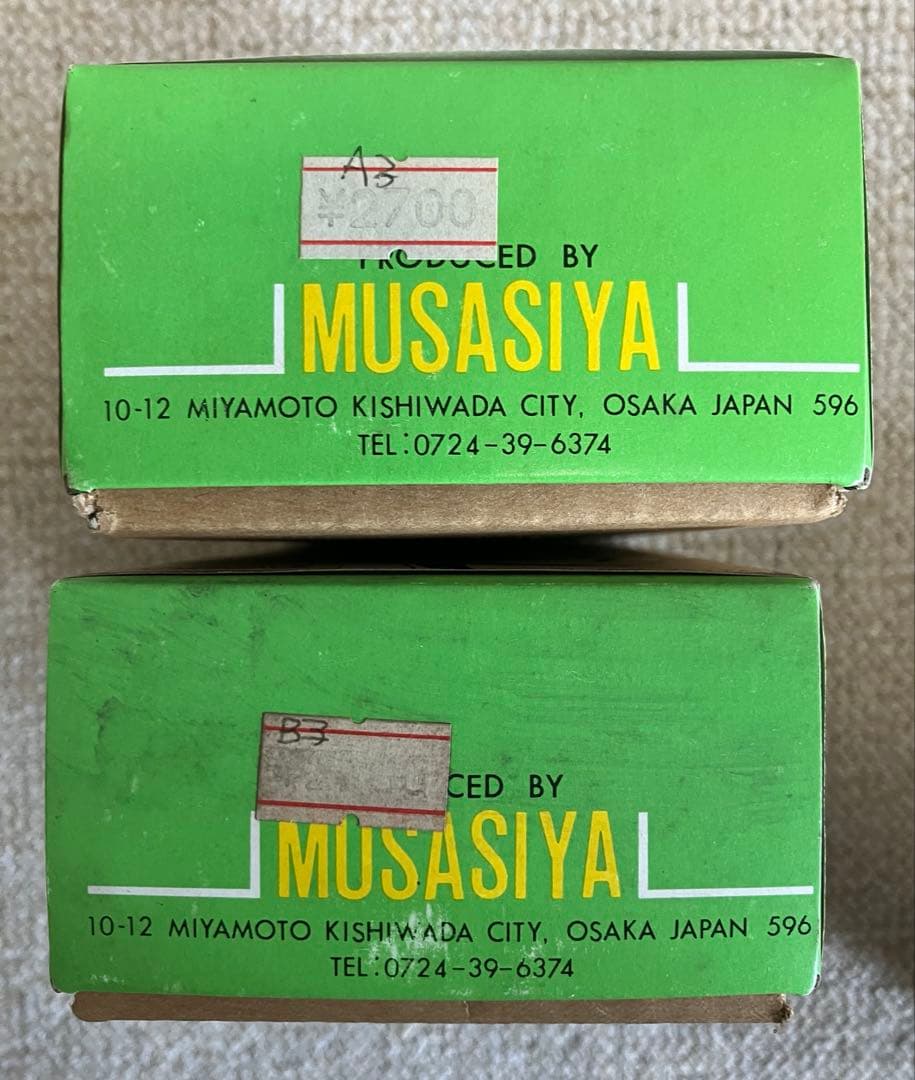 A3
¥2700
PRODUCED BY
MUSASIYA
10-12 MIYAMOTO KISHIWADA CITY, OSAKA JAPAN 596
TEL:0724-39-6374
B3
CED BY
MUSASIYA
10-12 MIYAMOTO KISHIWADA CITY, OSAKA JAPAN 596
TEL:0724-39-6374